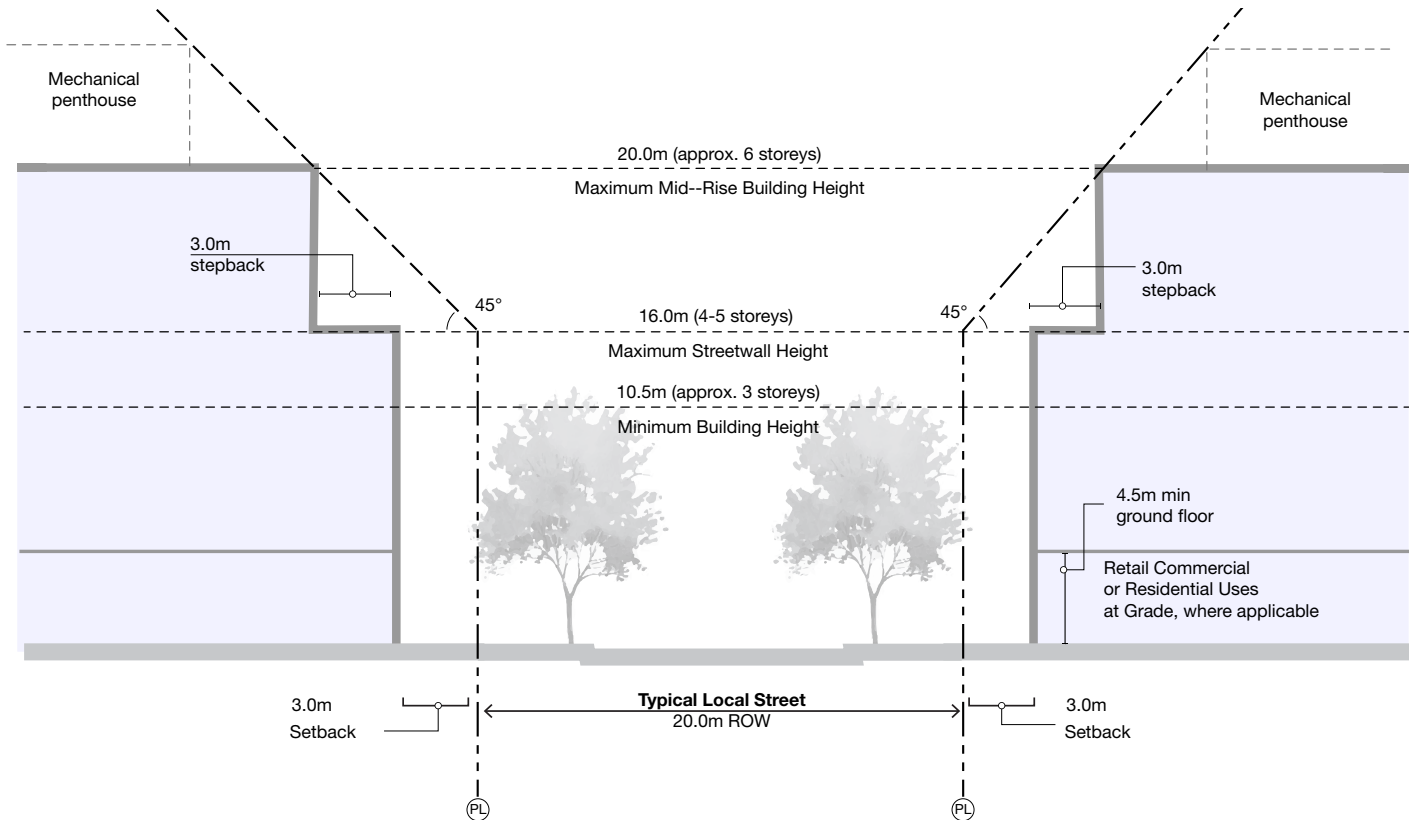 Mechanical
penthouse
Mechanical
penthouse
20.0m (approx. 6 storeys)
Maximum Mid--Rise Building Height
3.0m
stepback
3.0m
stepback
45°
45°
16.0m (4-5 storeys)
Maximum Streetwall Height
10.5m (approx. 3 storeys)
Minimum Building Height
4.5m min
ground floor
Retail Commercial
or Residential Uses
at Grade, where applicable
3.0m
Setback
Typical Local Street
20.0m ROW
3.0m
Setback
PL
PL